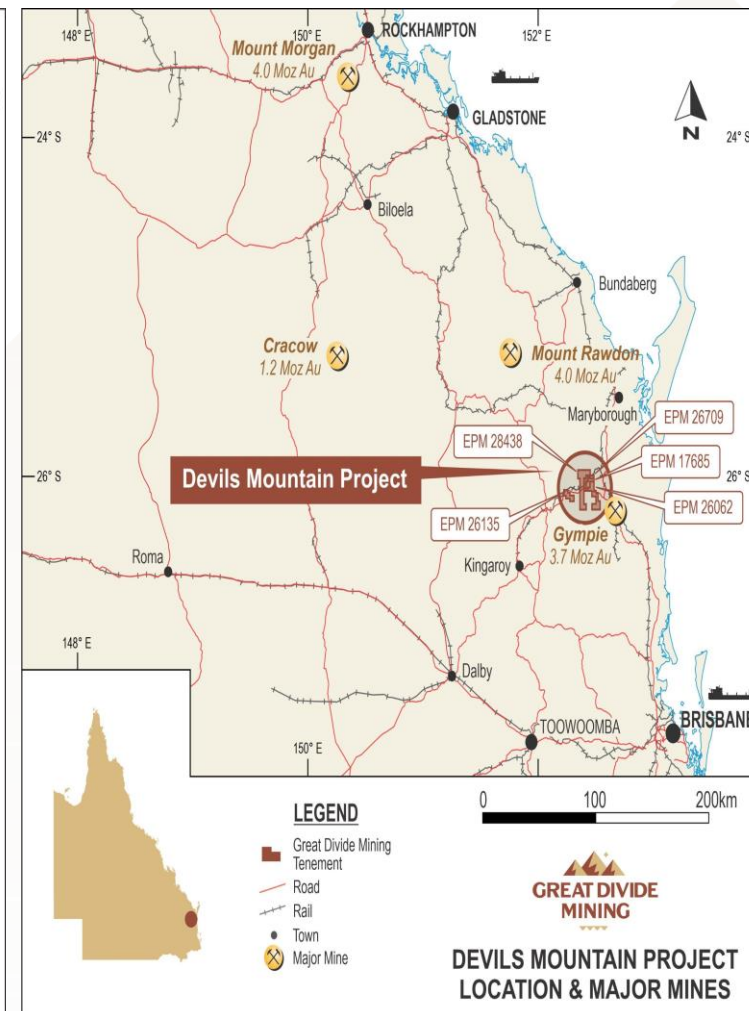 148° E
150° E
152° E
ROCKHAMPTON
Mount Morgan
4.0 Moz Au
GLADSTONE
N
24° S
24° S
Biloela
Bundaberg
Cracow
1.2 Moz Au
Mount Rawdon
4.0 Moz Au
Maryborough
EPM 26709
EPM 28438
EPM 17685
Devils Mountain Project
26° S
26° S
EPM 26062
EPM 26135
Gympie
3.7 Moz Au
Roma
Kingaroy
148° E
Dalby
BRISBANE
TOOWOOMBA
150° E
152° E
LEGEND
Great Divide Mining
Tenement
Road
Rail
Town
Major Mine
0 100 200km
GREAT DIVIDE
MINING
DEVILS MOUNTAIN PROJECT
LOCATION & MAJOR MINES